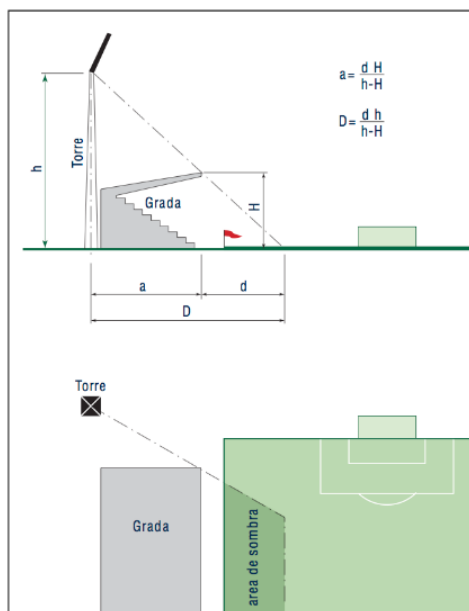 a = d H / h-H
D = d h / h-H
h
Torre
Grada
H
a
d
D
Torre
Grada
area de sombra